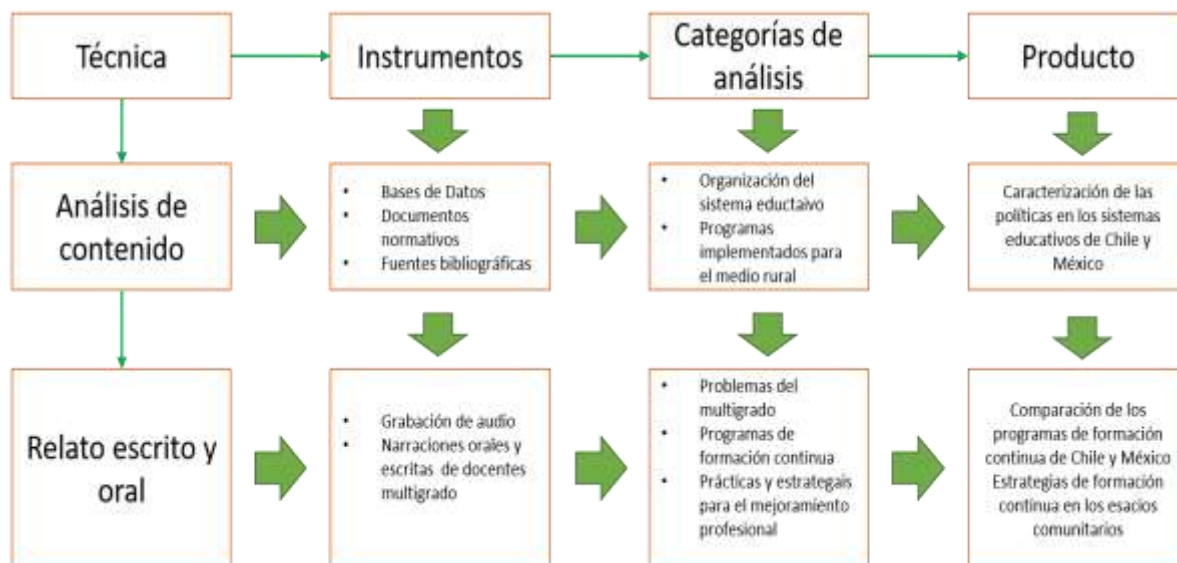 Técnica
Instrumentos
Categorías de
análisis
Producto
Análisis de
contenido
• Bases de Datos
• Documentos
normativos
• Fuentes bibliográficas
• Organización del
sistema eductaivo
• Programas
implementados para
el medio rural
Caracterización de las
políticas en los sistemas
educativos de Chile y
México
Relato escrito y
oral
• Grabación de audio
• Narraciones orales y
escritas de docentes
multigrado
• Problemas del
multigrado
• Programas de
formación continua
• Prácticas y estrategais
para el mejoramiento
profesional
Comparación de los
programas de formación
continua de Chile y México
Estrategias de formación
continua en los esacios
comunitarios